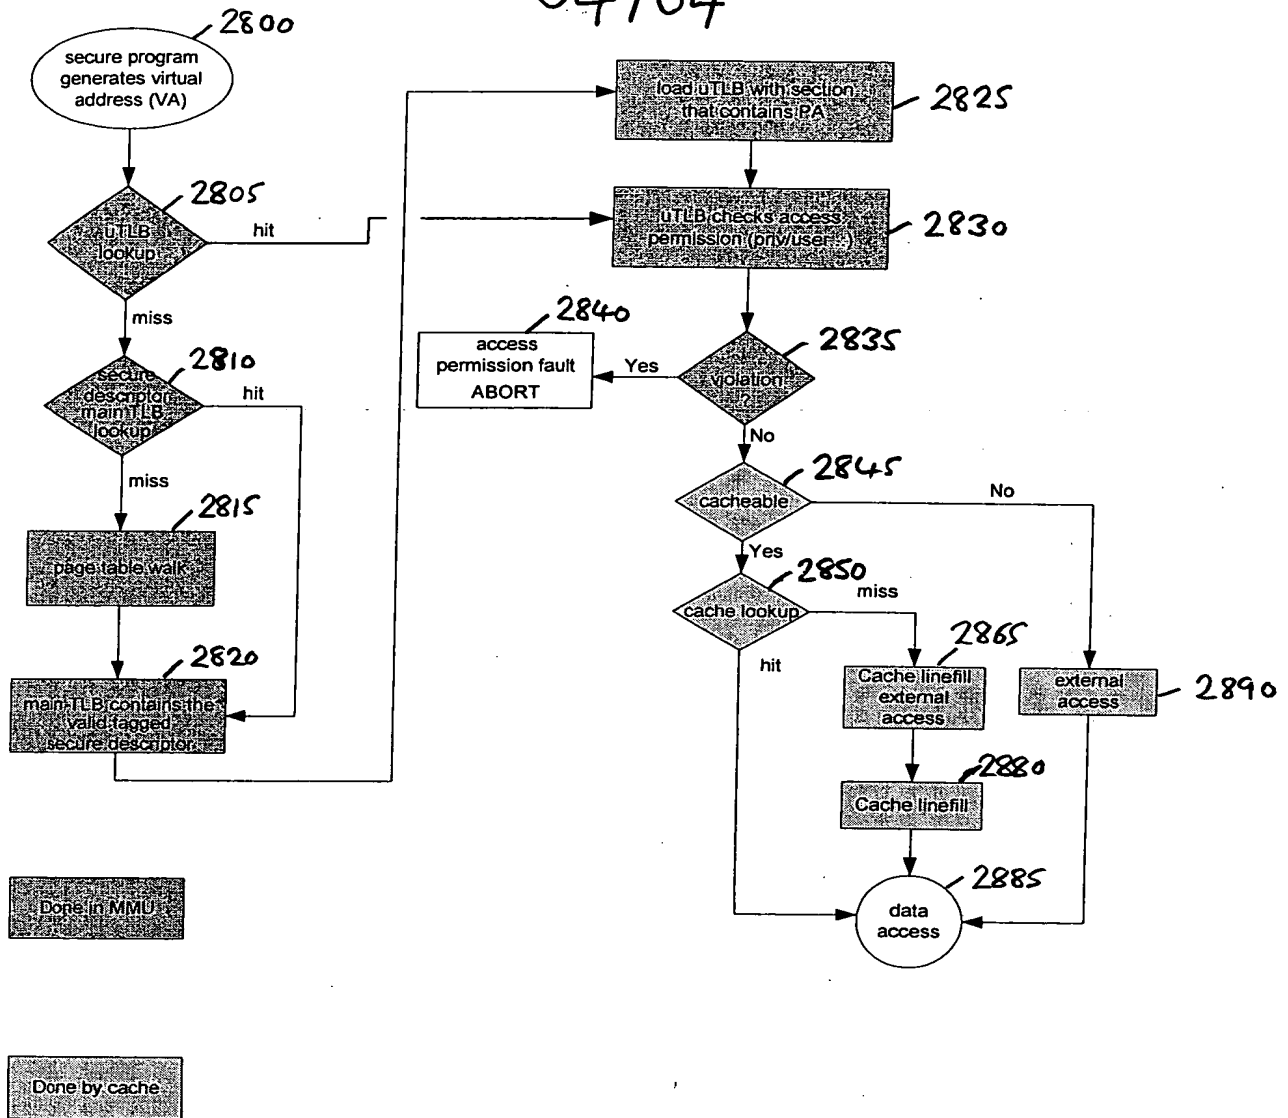 2800
secure program
generates virtual
address (VA)
2805
uTLB
lookup
hit
miss
2810
secure
descriptor
main TLB
lookup
hit
miss
2815
page table walk
2820
main TLB contains the
valid tagged
secure descriptor
load uTLB with section
that contains PA
2825
uTLB checks access
permission (priv/user...)
2830
2840
access
permission fault
ABORT
Yes
2835
violation
?
No
2845
cacheable
No
Yes
2850
cache lookup
miss
hit
2865
Cache linefill
external
access
external
access
2890
2880
Cache linefill
2885
data
access
Done in MMU
Done by cache